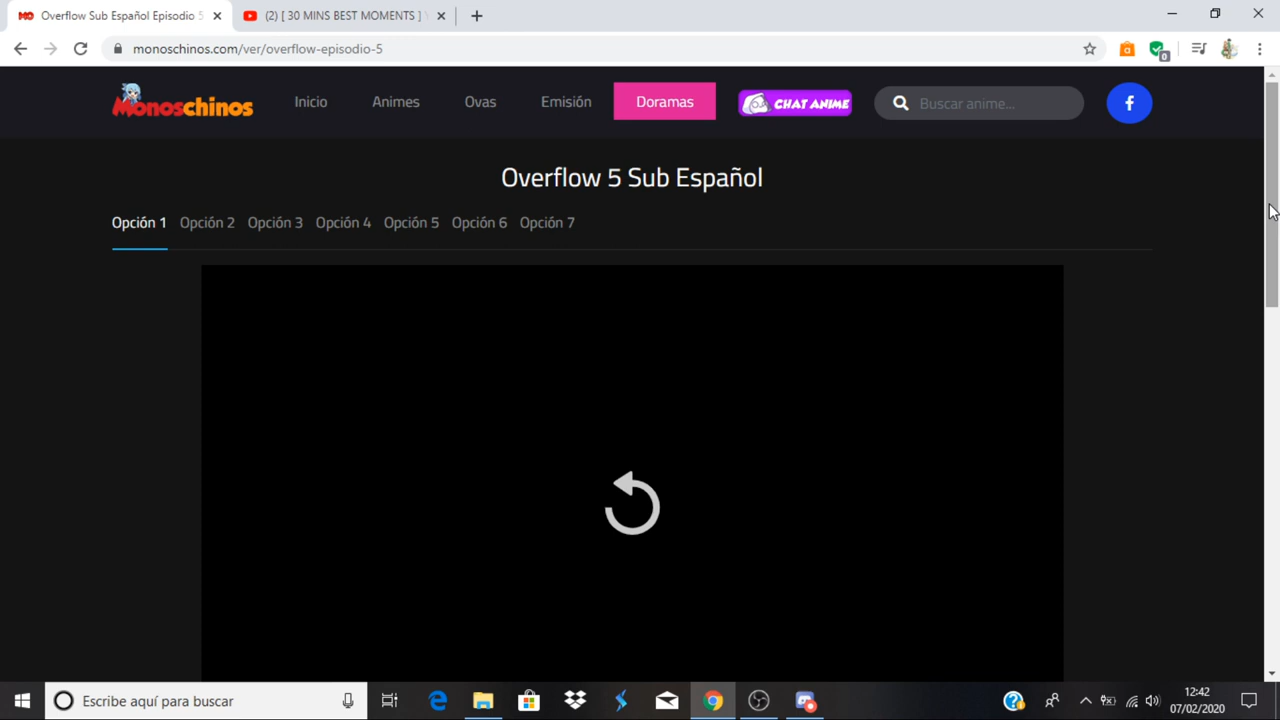 Overflow Sub Español Episodio 5
(2) [ 30 MINS BEST MOMENTS ]
monoschinos.com/ver/overflow-episodio-5
Monoschinos Inicio Animes Ovas Emisión Doramas CHAT ANIME Buscar anime...
Overflow 5 Sub Español
Opción 1 Opción 2 Opción 3 Opción 4 Opción 5 Opción 6 Opción 7
Escribe aquí para buscar
12:42
07/02/2020